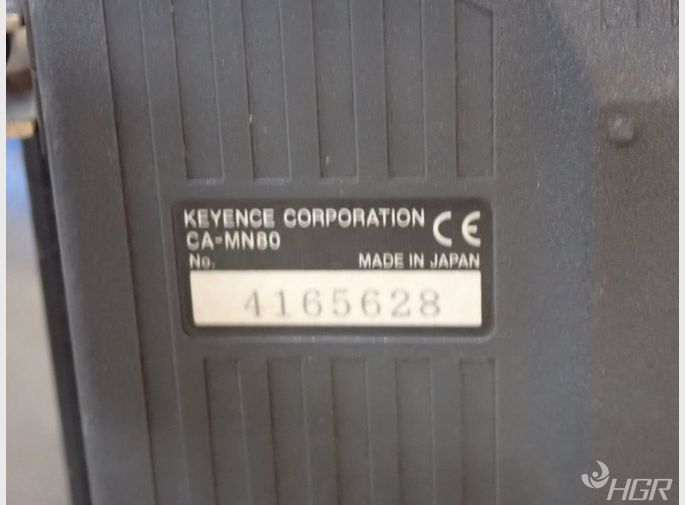 KEYENCE CORPORATION
CA-MN80
CE
No.
MADE IN JAPAN
4165628
HGR